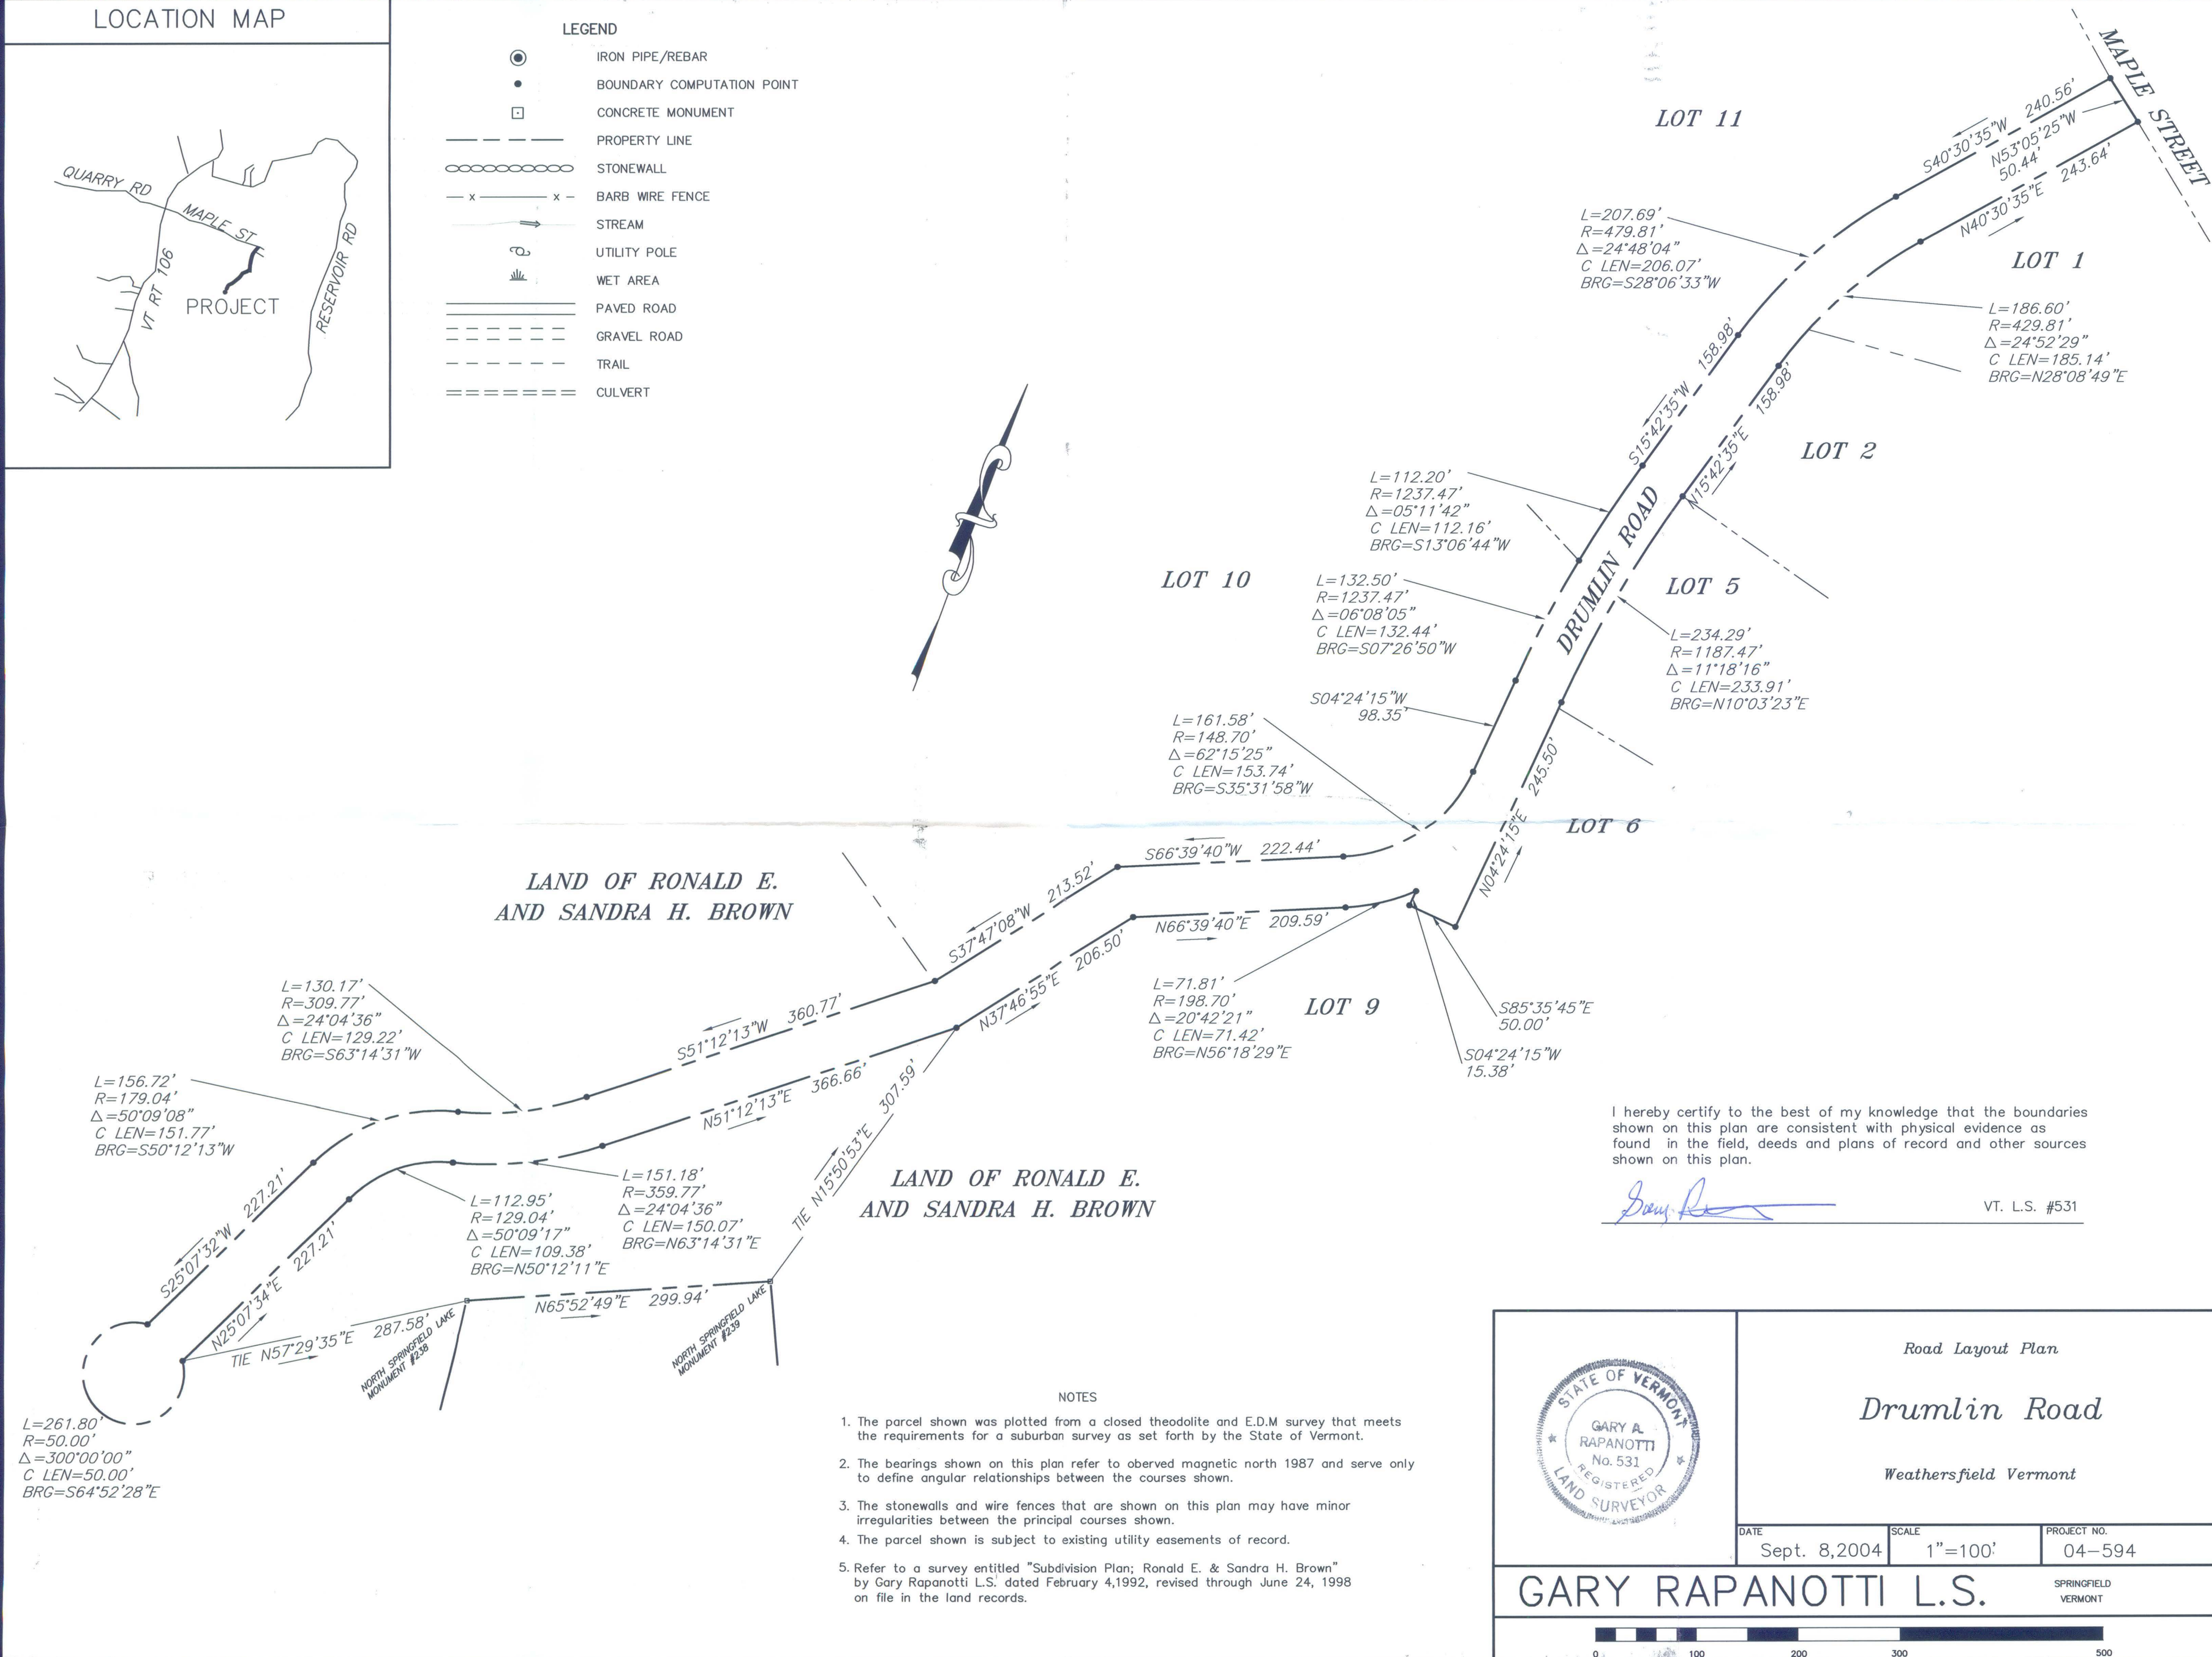 LOCATION MAP
QUARRY RD
MAPLE ST
VT RT 106
PROJECT
RESERVOIR RD
LEGEND
IRON PIPE/REBAR
BOUNDARY COMPUTATION POINT
CONCRETE MONUMENT
PROPERTY LINE
STONEWALL
x x BARB WIRE FENCE
STREAM
UTILITY POLE
WET AREA
PAVED ROAD
GRAVEL ROAD
TRAIL
CULVERT
MAPLE STREET
LOT 11
S40°30'35"W 240.56'
N53°05'25"W
50.44'
N40°30'35"E 243.64'
LOT 1
L=207.69'
R=479.81'
Δ=24°48'04"
C LEN=206.07'
BRG=S28°06'33"W
L=186.60'
R=429.81'
Δ=24°52'29"
C LEN=185.14'
BRG=N28°08'49"E
S15°42'35"W 158.98'
N15°42'35"E 158.98'
LOT 2
L=112.20'
R=1237.47'
Δ=05°11'42"
C LEN=112.16'
BRG=S13°06'44"W
DRUMLIN ROAD
LOT 10
LOT 5
L=132.50'
R=1237.47'
Δ=06°08'05"
C LEN=132.44'
BRG=S07°26'50"W
L=234.29'
R=1187.47'
Δ=11°18'16"
C LEN=233.91'
BRG=N10°03'23"E
S04°24'15"W
98.35'
L=161.58'
R=148.70'
Δ=62°15'25"
C LEN=153.74'
BRG=S35°31'58"W
N04°24'15"E 245.50'
LOT 6
S66°39'40"W 222.44'
LAND OF RONALD E.
AND SANDRA H. BROWN
S37°47'08"W 213.52'
N66°39'40"E 209.59'
N37°46'55"E 206.50'
L=71.81'
R=198.70'
Δ=20°42'21"
C LEN=71.42'
BRG=N56°18'29"E
LOT 9
S85°35'45"E
50.00'
S04°24'15"W
15.38'
L=130.17'
R=309.77'
Δ=24°04'36"
C LEN=129.22'
BRG=S63°14'31"W
S51°12'13"W 360.77'
N51°12'13"E 366.66'
TIE N15°50'53"E 307.59'
L=156.72'
R=179.04'
Δ=50°09'08"
C LEN=151.77'
BRG=S50°12'13"W
L=151.18'
R=359.77'
Δ=24°04'36"
C LEN=150.07'
BRG=N63°14'31"E
L=112.95'
R=129.04'
Δ=50°09'17"
C LEN=109.38'
BRG=N50°12'11"E
LAND OF RONALD E.
AND SANDRA H. BROWN
S25°07'32"W 227.21'
N25°07'34"E 227.21'
TIE N57°29'35"E 287.58'
N65°52'49"E 299.94'
NORTH SPRINGFIELD LAKE
MONUMENT #238
NORTH SPRINGFIELD LAKE
MONUMENT #239
L=261.80'
R=50.00'
Δ=300°00'00"
C LEN=50.00'
BRG=S64°52'28"E
I hereby certify to the best of my knowledge that the boundaries
shown on this plan are consistent with physical evidence as
found in the field, deeds and plans of record and other sources
shown on this plan.
VT. L.S. #531
NOTES
1. The parcel shown was plotted from a closed theodolite and E.D.M survey that meets
the requirements for a suburban survey as set forth by the State of Vermont.
2. The bearings shown on this plan refer to oberved magnetic north 1987 and serve only
to define angular relationships between the courses shown.
3. The stonewalls and wire fences that are shown on this plan may have minor
irregularities between the principal courses shown.
4. The parcel shown is subject to existing utility easements of record.
5. Refer to a survey entitled "Subdivision Plan; Ronald E. & Sandra H. Brown"
by Gary Rapanotti L.S. dated February 4,1992, revised through June 24, 1998
on file in the land records.
STATE OF VERMONT
GARY A.
RAPANOTTI
No. 531
REGISTERED
LAND SURVEYOR
Road Layout Plan
Drumlin Road
Weathersfield Vermont
DATE
Sept. 8,2004
SCALE
1"=100'
PROJECT NO.
04-594
GARY RAPANOTTI L.S.
SPRINGFIELD
VERMONT
0 100 200 300 500